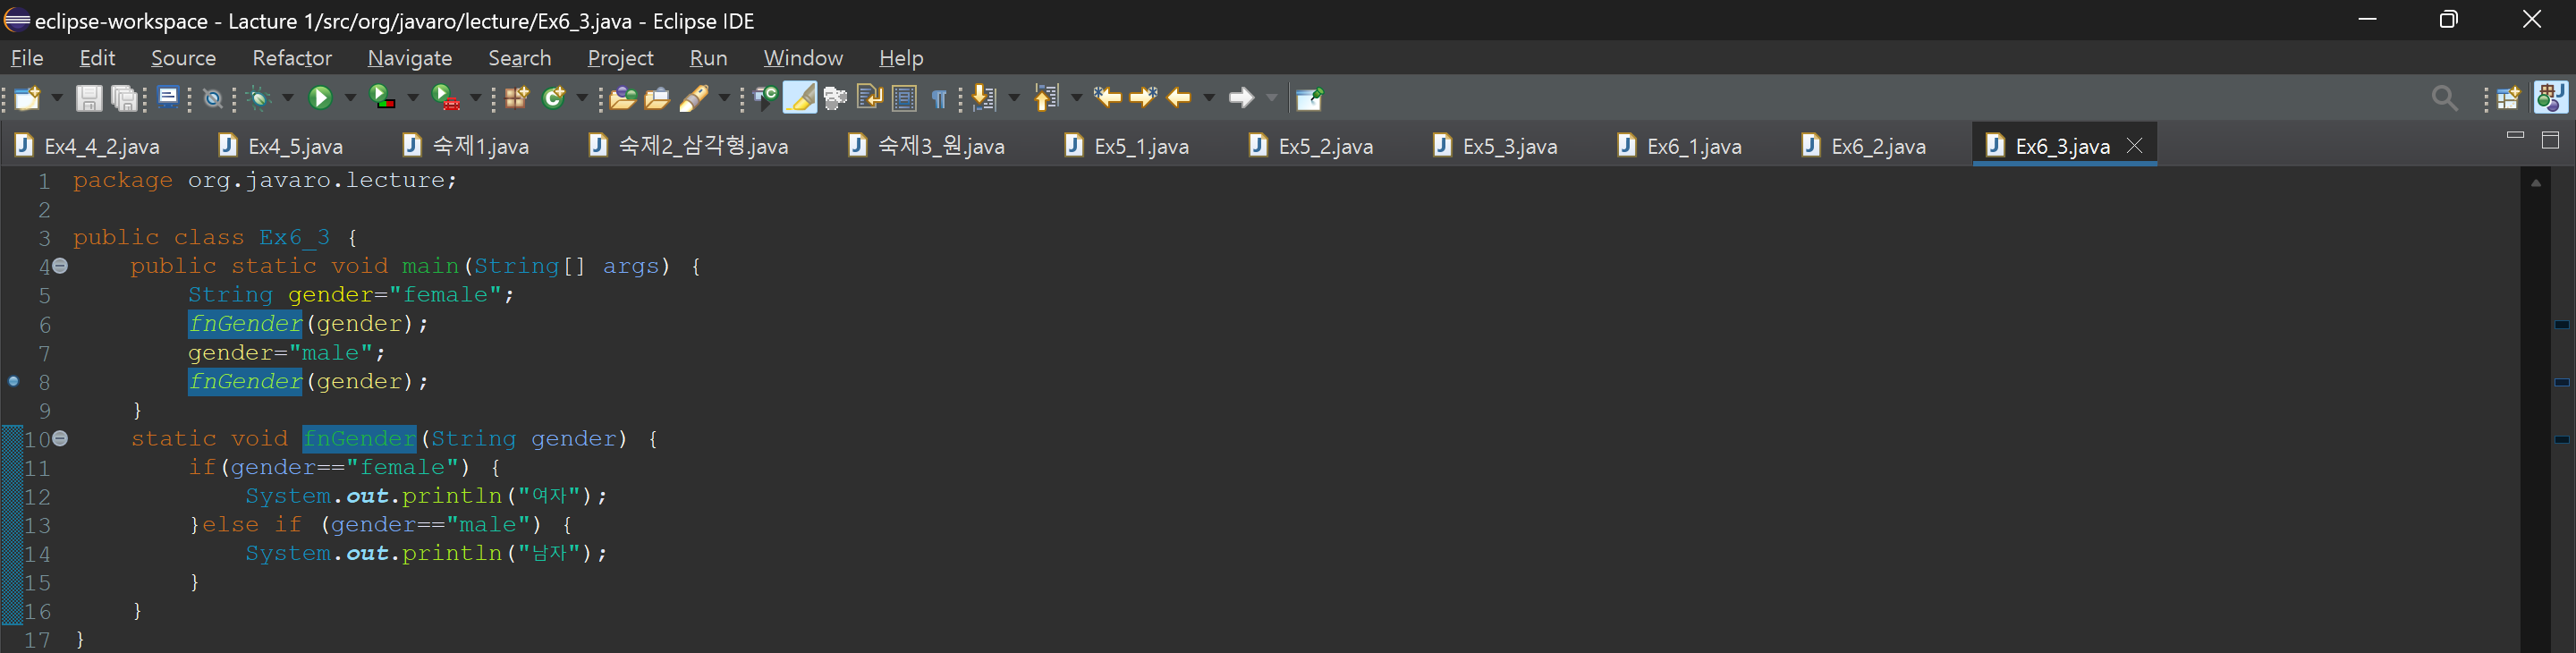 eclipse-workspace - Lacture 1/src/org/javaro/lecture/Ex6_3.java - Eclipse IDE
File Edit Source Refactor Navigate Search Project Run Window Help
Ex4_4_2.java Ex4_5.java 숙제1.java 숙제2_삼각형.java 숙제3_원.java Ex5_1.java Ex5_2.java Ex5_3.java Ex6_1.java Ex6_2.java Ex6_3.java
1 package org.javaro.lecture;
2
3 public class Ex6_3 {
4 public static void main(String[] args) {
5 String gender="female";
6 fnGender(gender);
7 gender="male";
8 fnGender(gender);
9 }
10 static void fnGender(String gender) {
11 if(gender=="female") {
12 System.out.println("여자");
13 }else if (gender=="male") {
14 System.out.println("남자");
15 }
16 }
17 }